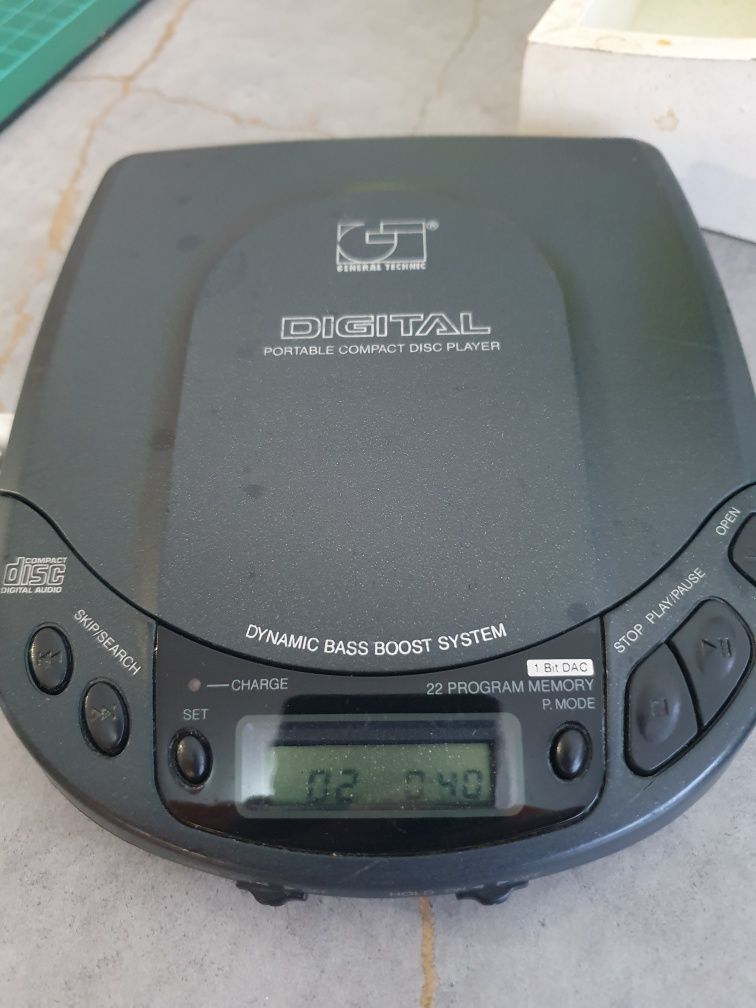 GENERAL TECHNIC
DIGITAL
PORTABLE COMPACT DISC PLAYER
OPEN
COMPACT
disc
DIGITAL AUDIO
SKIP/SEARCH
STOP PLAY/PAUSE
DYNAMIC BASS BOOST SYSTEM
1 Bit DAC
CHARGE
22 PROGRAM MEMORY
SET
P. MODE
02 0:40
HOLD